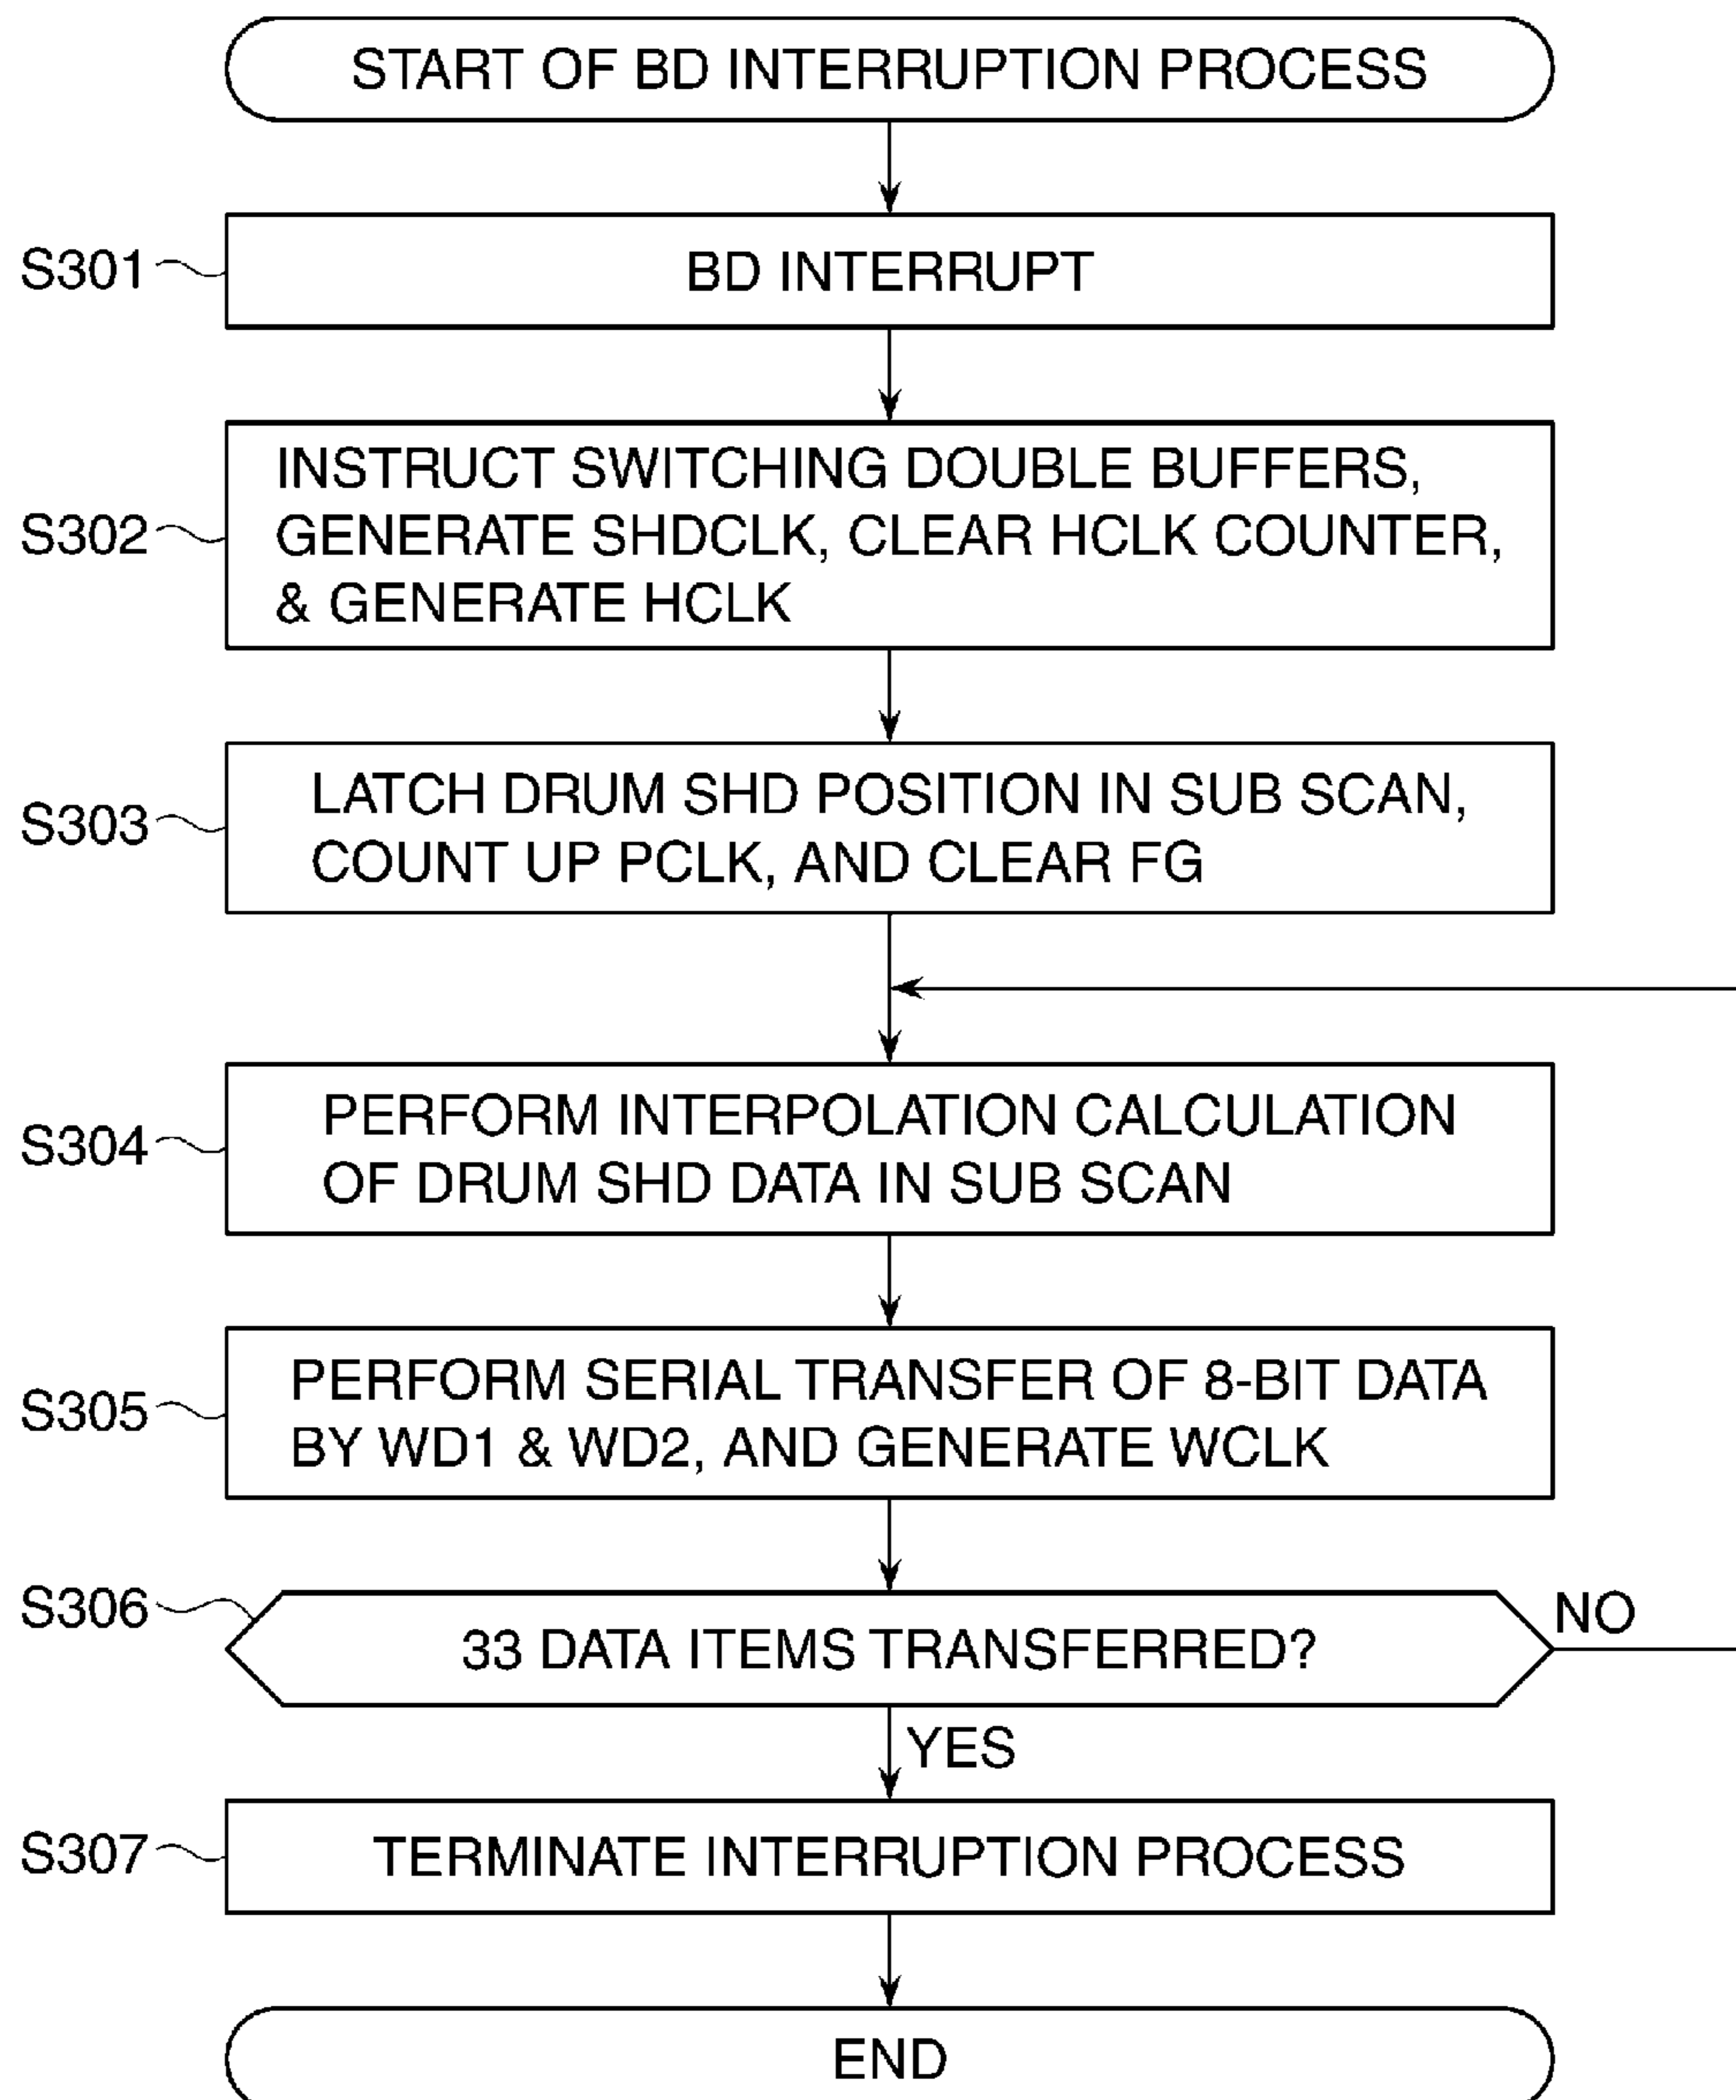 START OF BD INTERRUPTION PROCESS
S301
BD INTERRUPT
S302
INSTRUCT SWITCHING DOUBLE BUFFERS,
GENERATE SHDCLK, CLEAR HCLK COUNTER,
& GENERATE HCLK
S303
LATCH DRUM SHD POSITION IN SUB SCAN,
COUNT UP PCLK, AND CLEAR FG
S304
PERFORM INTERPOLATION CALCULATION
OF DRUM SHD DATA IN SUB SCAN
S305
PERFORM SERIAL TRANSFER OF 8-BIT DATA
BY WD1 & WD2, AND GENERATE WCLK
S306
33 DATA ITEMS TRANSFERRED?
NO
YES
S307
TERMINATE INTERRUPTION PROCESS
END